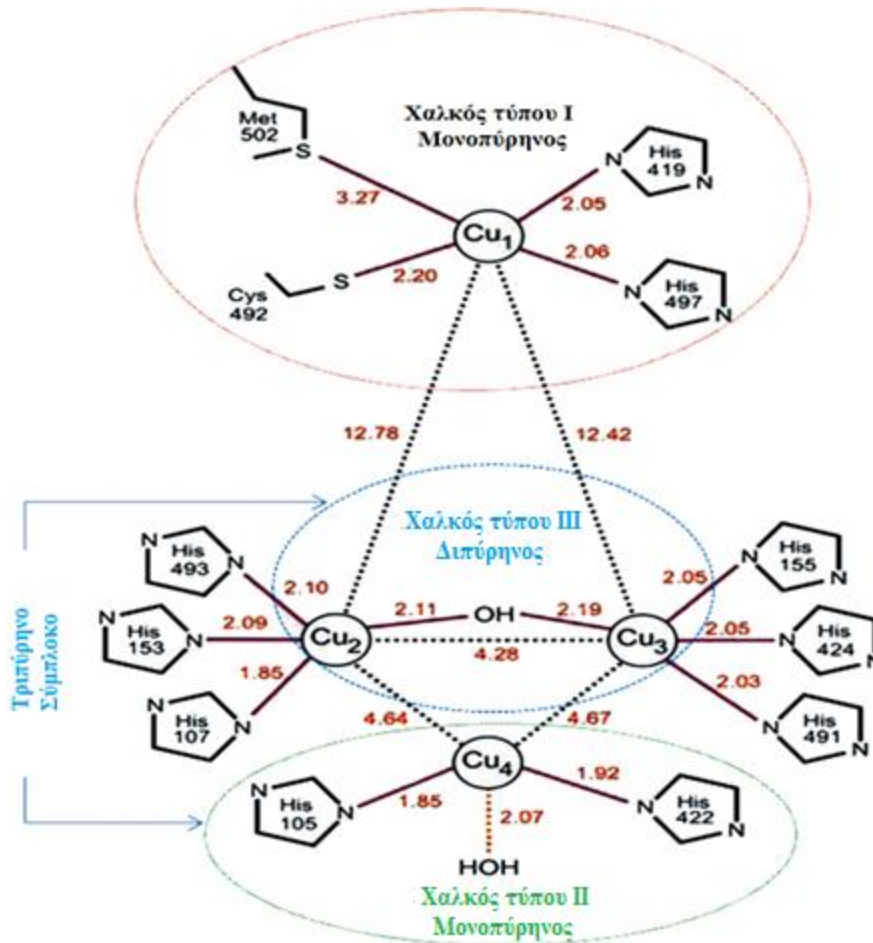 Χαλκός τύπου I
Μονοπύρηνος
Met
502
S
N
His
419
N
3.27
2.05
Cu1
2.06
2.20
S
Cys
492
N
His
497
N
12.78
12.42
Χαλκός τύπου III
Διπύρηνος
N
His
493
N
2.10
2.05
N
His
155
N
2.11
OH
2.19
N
His
153
N
2.09
Cu2
Cu3
2.05
N
His
424
N
4.28
1.85
2.03
N
His
107
N
4.64
4.67
N
His
491
N
Τριπύρηνο
Σύμπλοκο
Cu4
N
His
105
N
1.85
1.92
N
His
422
N
2.07
HOH
Χαλκός τύπου II
Μονοπύρηνος